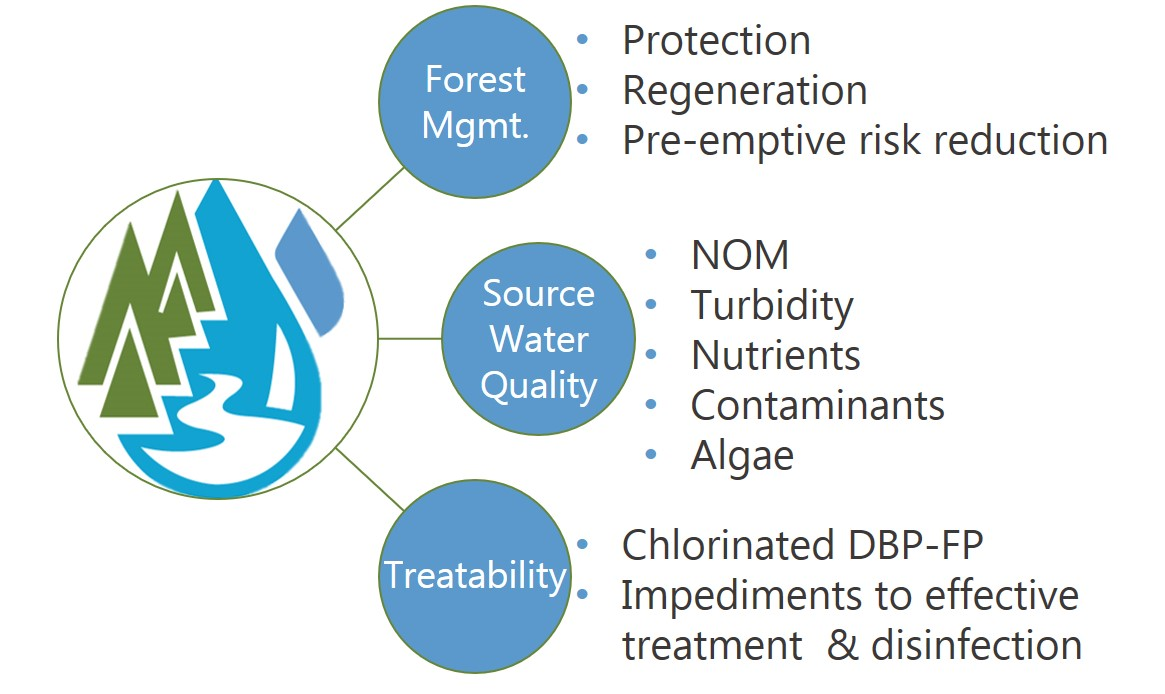 Forest
Mgmt.
• Protection
• Regeneration
• Pre-emptive risk reduction
Source
Water
Quality
• NOM
• Turbidity
• Nutrients
• Contaminants
• Algae
Treatability
• Chlorinated DBP-FP
• Impediments to effective
treatment & disinfection